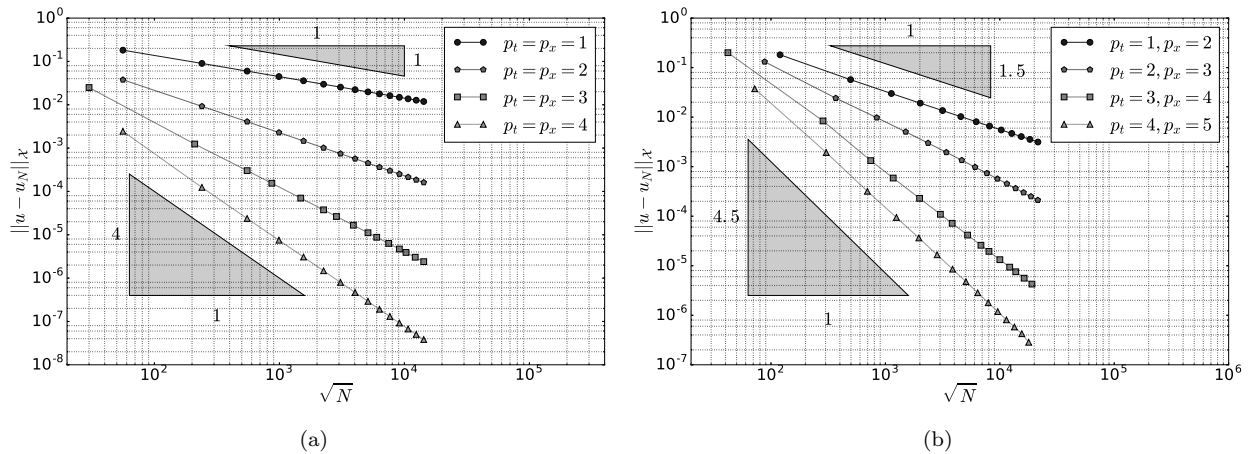 10^0
10^-1
10^-2
10^-3
10^-4
10^-5
10^-6
10^-7
10^-8
||u − u_N||_X
10^2 10^3 10^4 10^5
√N
1
1
4
1
p_t = p_x = 1
p_t = p_x = 2
p_t = p_x = 3
p_t = p_x = 4
(a)
10^0
10^-1
10^-2
10^-3
10^-4
10^-5
10^-6
10^-7
||u − u_N||_X
10^2 10^3 10^4 10^5 10^6
√N
1
1.5
4.5
1
p_t = 1, p_x = 2
p_t = 2, p_x = 3
p_t = 3, p_x = 4
p_t = 4, p_x = 5
(b)